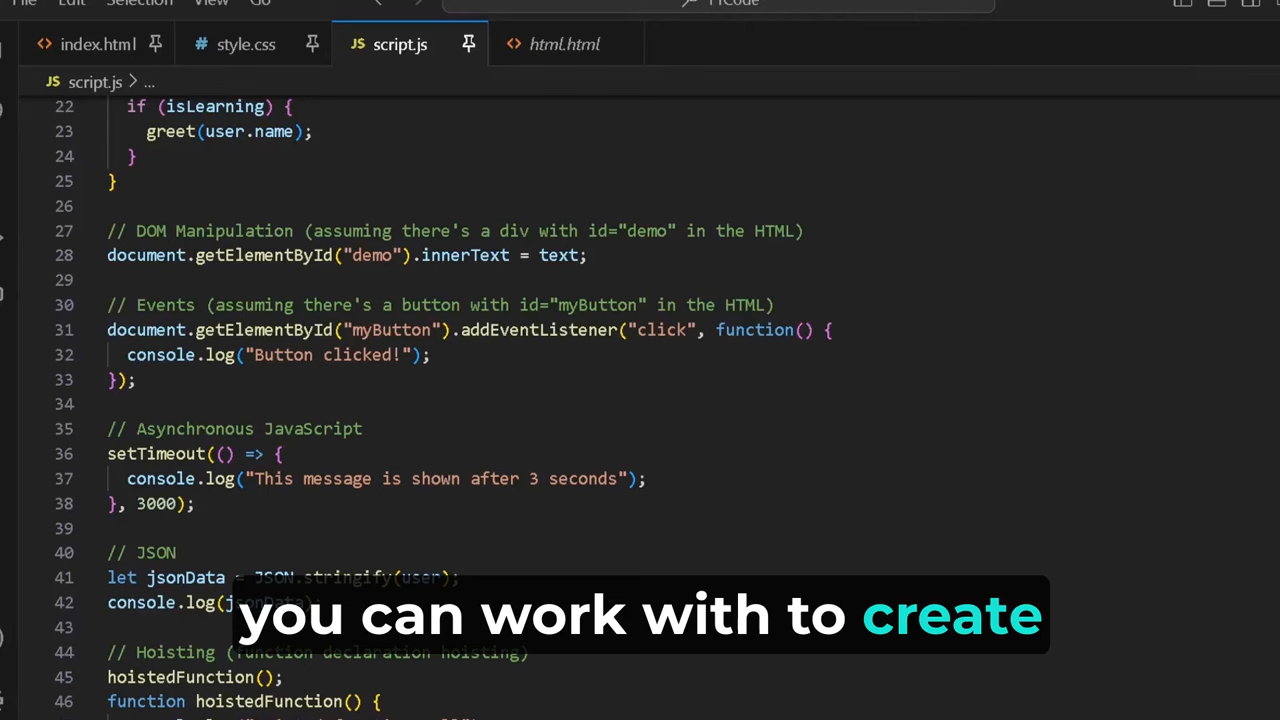 File Edit Selection View Go
index.html style.css JS script.js html.html
JS script.js > ...
22 if (isLearning) {
23 greet(user.name);
24 }
25 }
26
27 // DOM Manipulation (assuming there's a div with id="demo" in the HTML)
28 document.getElementById("demo").innerText = text;
29
30 // Events (assuming there's a button with id="myButton" in the HTML)
31 document.getElementById("myButton").addEventListener("click", function() {
32 console.log("Button clicked!");
33 });
34
35 // Asynchronous JavaScript
36 setTimeout(() => {
37 console.log("This message is shown after 3 seconds");
38 }, 3000);
39
40 // JSON
41 let jsonData = JSON.stringify(user);
42 console.log(jsonData);
you can work with to create
43
44 // Hoisting (function declaration hoisting)
45 hoistedFunction();
46 function hoistedFunction() {